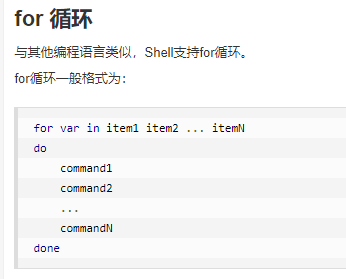 for 循环
与其他编程语言类似，Shell支持for循环。
for循环一般格式为：
for var in item1 item2 ... itemN
do
    command1
    command2
    ...
    commandN
done